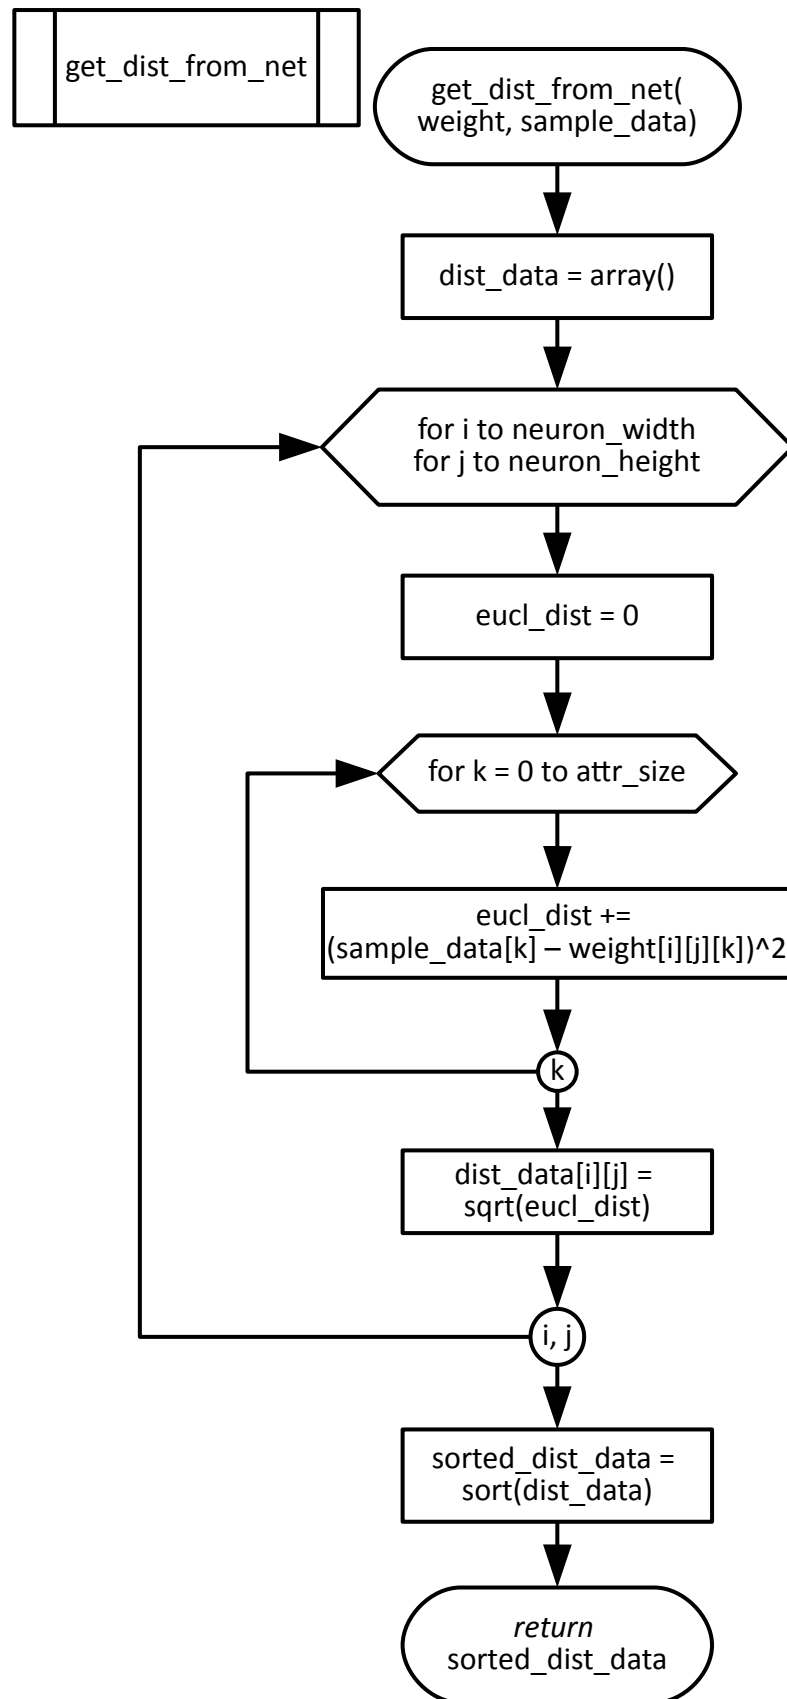 get_dist_from_net
get_dist_from_net(
weight, sample_data)
dist_data = array()
for i to neuron_width
for j to neuron_height
eucl_dist = 0
for k = 0 to attr_size
eucl_dist +=
(sample_data[k] – weight[i][j][k])^2
k
dist_data[i][j] =
sqrt(eucl_dist)
i, j
sorted_dist_data =
sort(dist_data)
return
sorted_dist_data